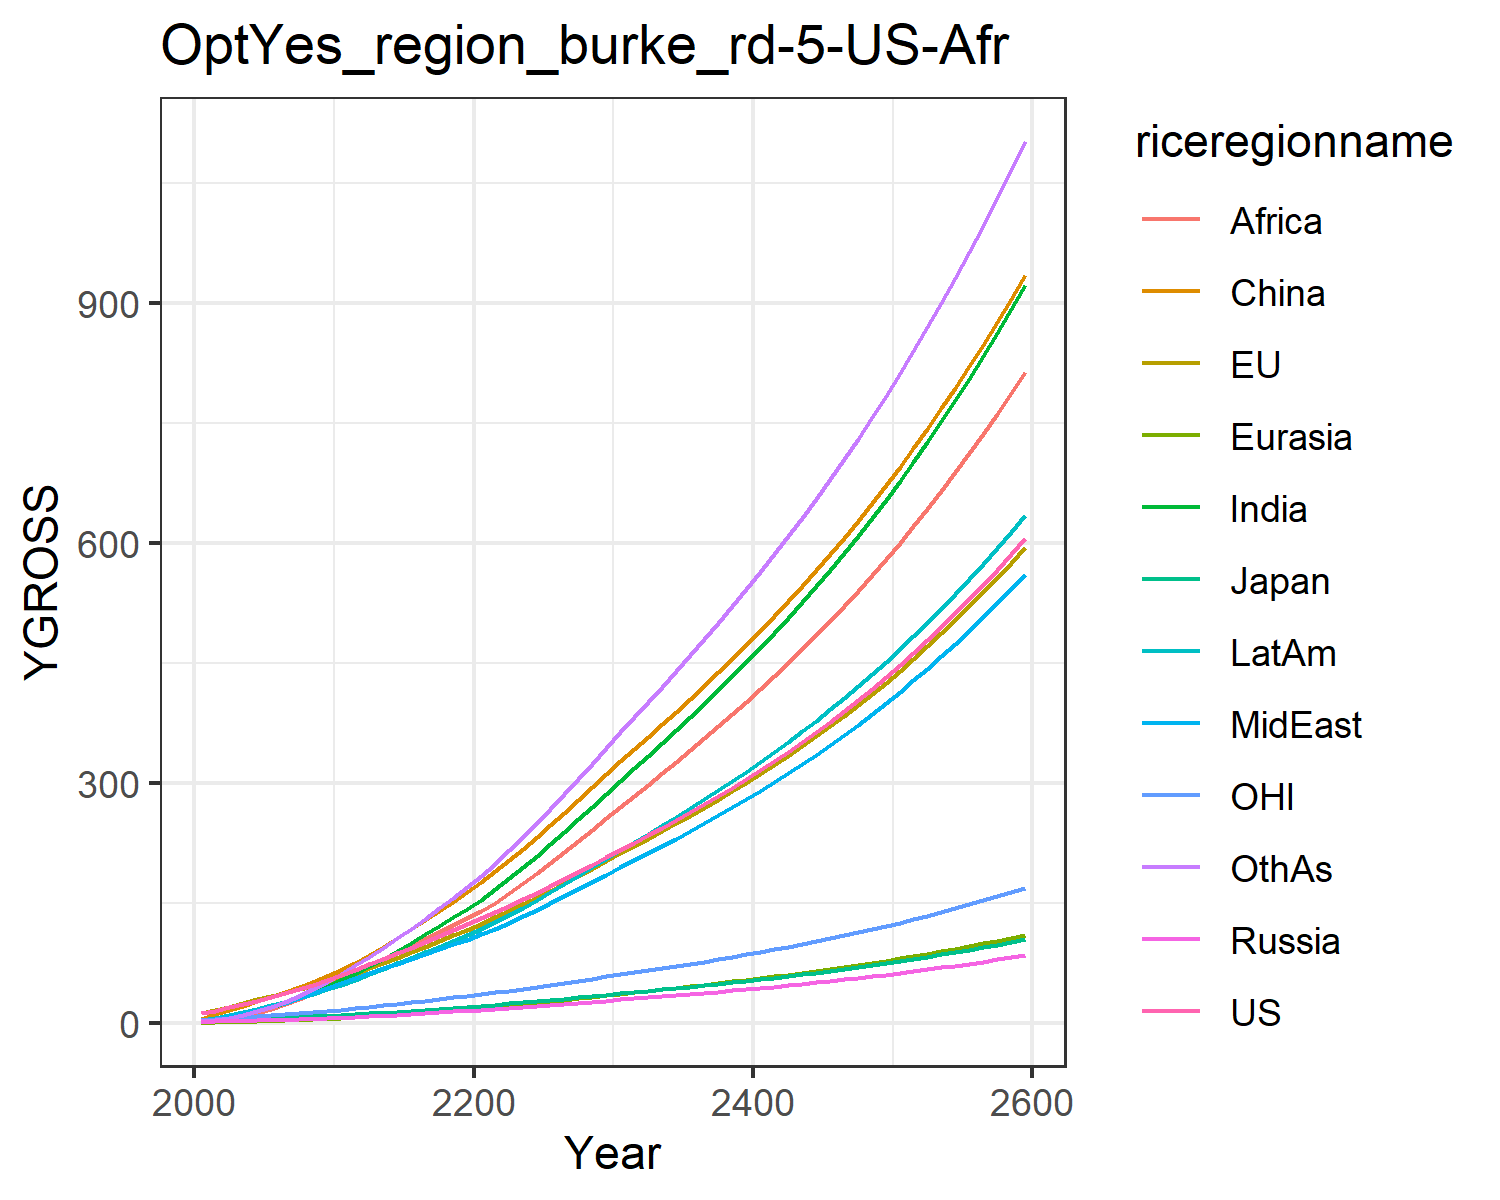 OptYes_region_burke_rd-5-US-Afr
YGROSS
900
600
300
0
2000
2200
2400
2600
Year
riceregionname
Africa
China
EU
Eurasia
India
Japan
LatAm
MidEast
OHI
OthAs
Russia
US